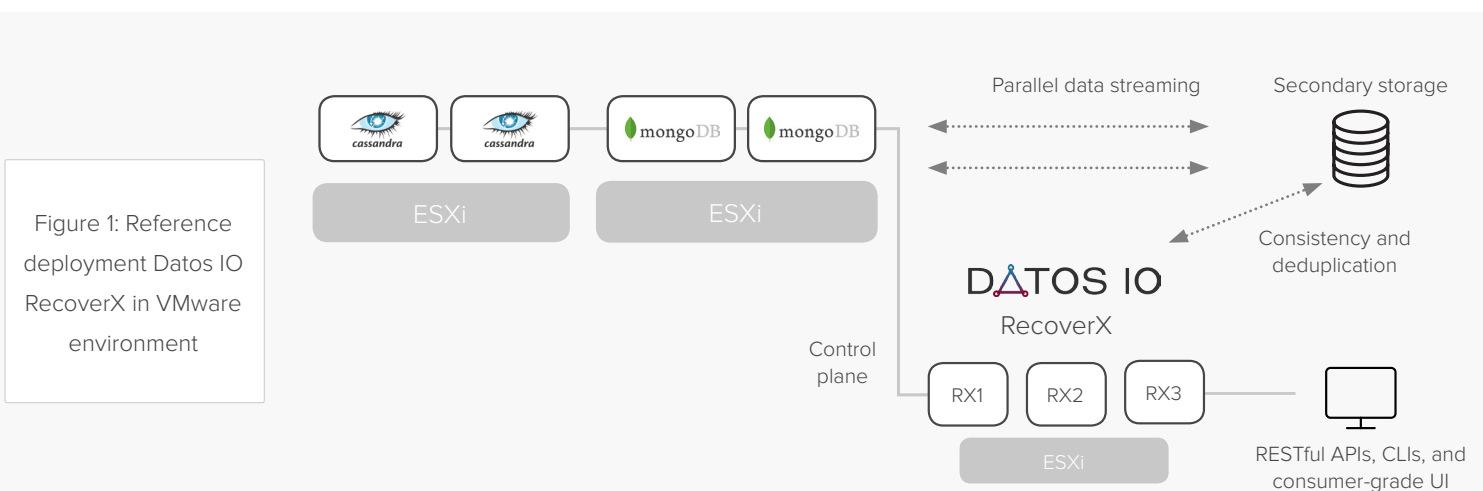 Figure 1: Reference
deployment Datos IO
RecoverX in VMware
environment
cassandra
cassandra
mongoDB
mongoDB
ESXi
ESXi
Parallel data streaming
Secondary storage
Consistency and
deduplication
DATOS IO
RecoverX
Control
plane
RX1
RX2
RX3
ESXi
RESTful APIs, CLIs, and
consumer-grade UI